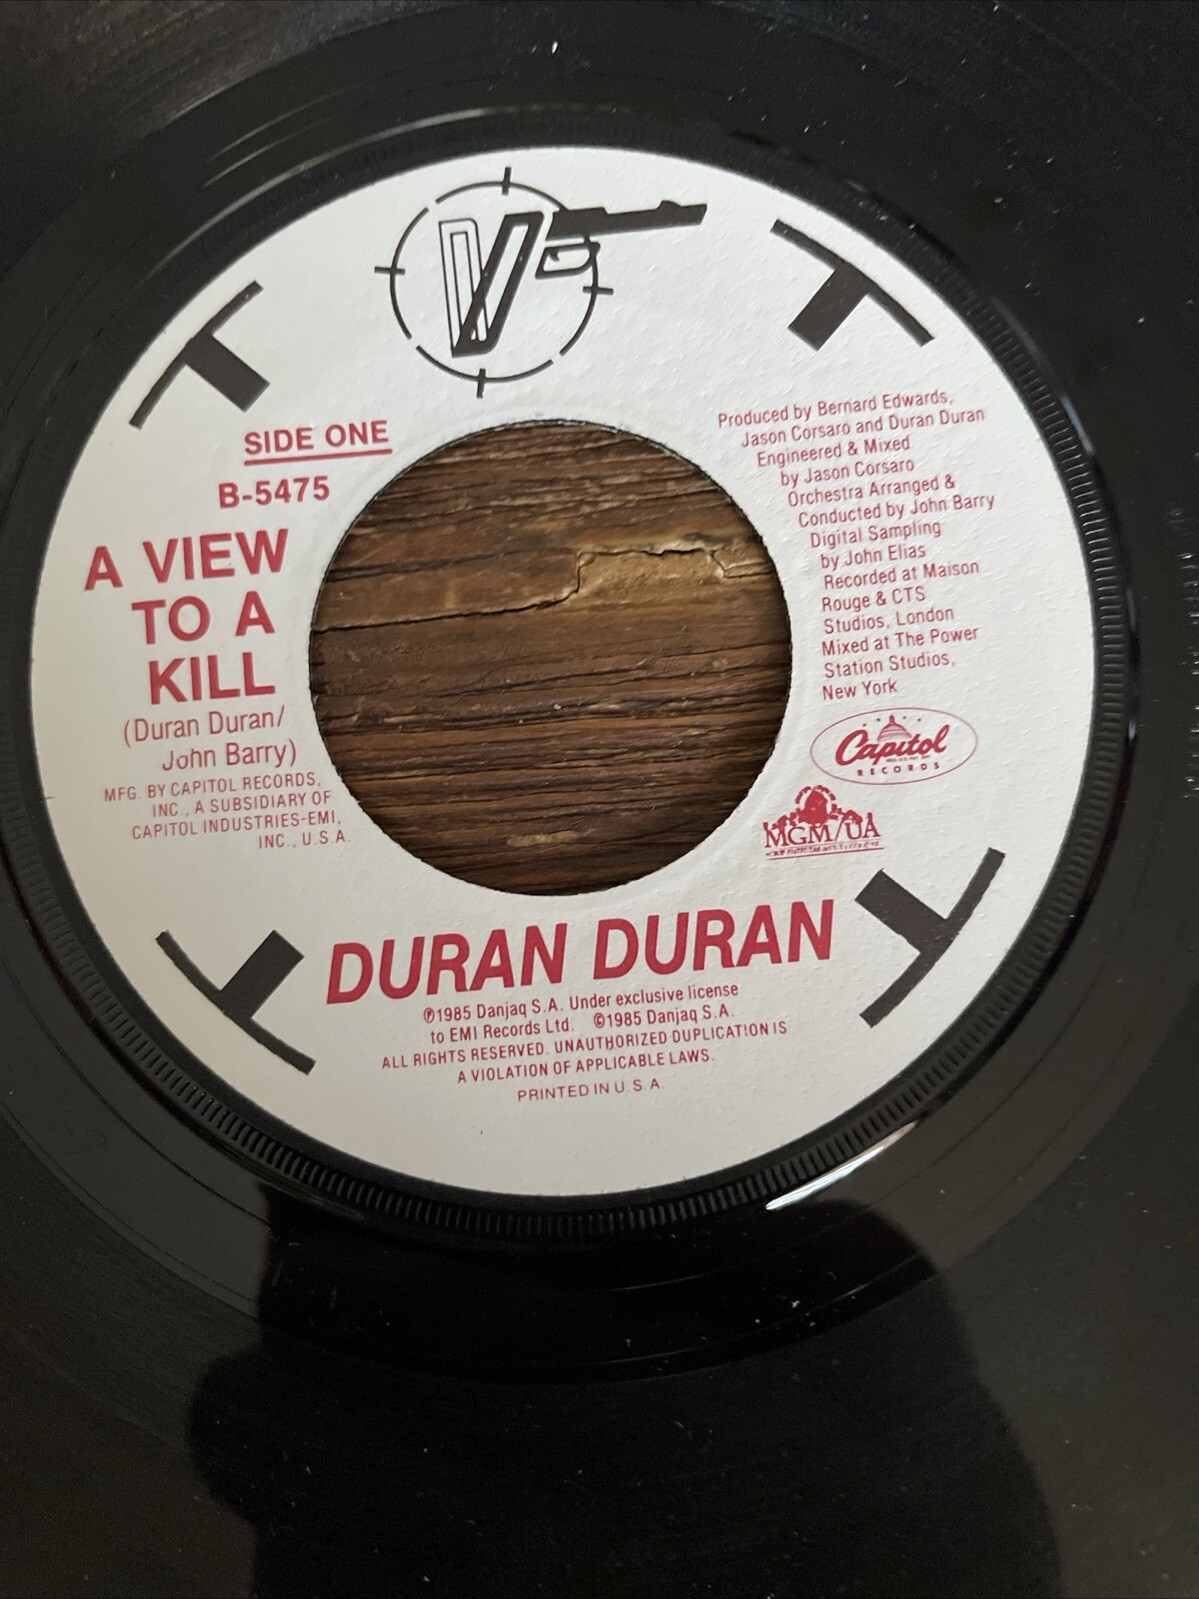 SIDE ONE
B-5475
A VIEW
TO A
KILL
(Duran Duran/
John Barry)
MFG. BY CAPITOL RECORDS,
INC., A SUBSIDIARY OF
CAPITOL INDUSTRIES-EMI,
INC., U.S.A.
Produced by Bernard Edwards,
Jason Corsaro and Duran Duran
Engineered & Mixed
by Jason Corsaro
Orchestra Arranged &
Conducted by John Barry
Digital Sampling
by John Elias
Recorded at Maison
Rouge & CTS
Studios, London
Mixed at The Power
Station Studios,
New York
Capitol
RECORDS
MGM/UA
DURAN DURAN
℗1985 Danjaq S.A. Under exclusive license
to EMI Records Ltd. ©1985 Danjaq S.A.
ALL RIGHTS RESERVED. UNAUTHORIZED DUPLICATION IS
A VIOLATION OF APPLICABLE LAWS.
PRINTED IN U.S.A.